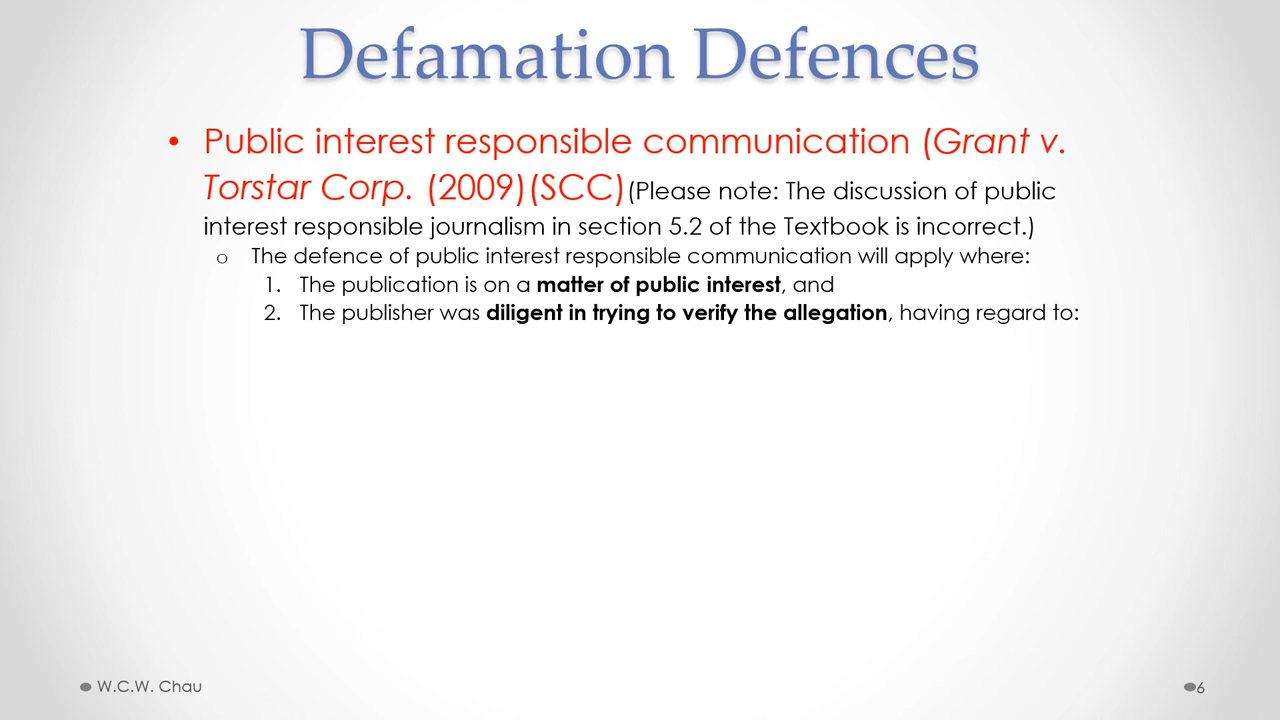 Defamation Defences
• Public interest responsible communication (Grant v.
Torstar Corp. (2009)(SCC)(Please note: The discussion of public
interest responsible journalism in section 5.2 of the Textbook is incorrect.)
o The defence of public interest responsible communication will apply where:
1. The publication is on a matter of public interest, and
2. The publisher was diligent in trying to verify the allegation, having regard to:
W.C.W. Chau
6